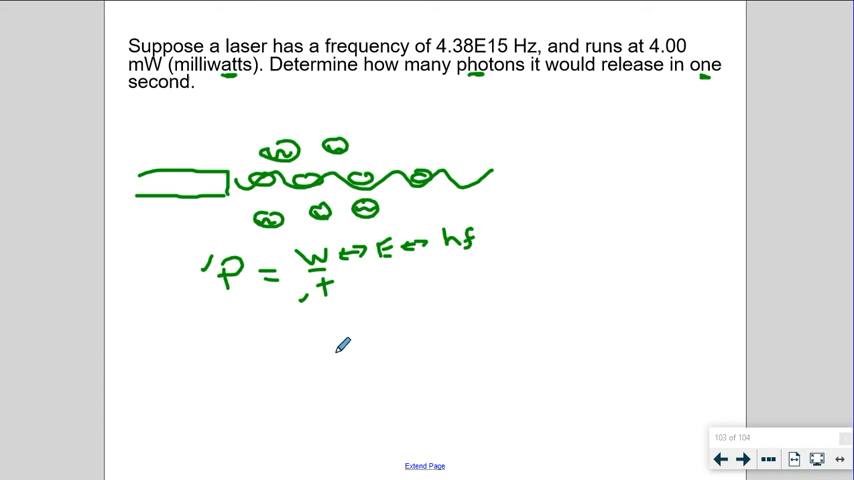 Suppose a laser has a frequency of 4.38E15 Hz, and runs at 4.00
mW (milliwatts). Determine how many photons it would release in one
second.
P = W/t ↔ E ↔ hf
103 of 104
Extend Page